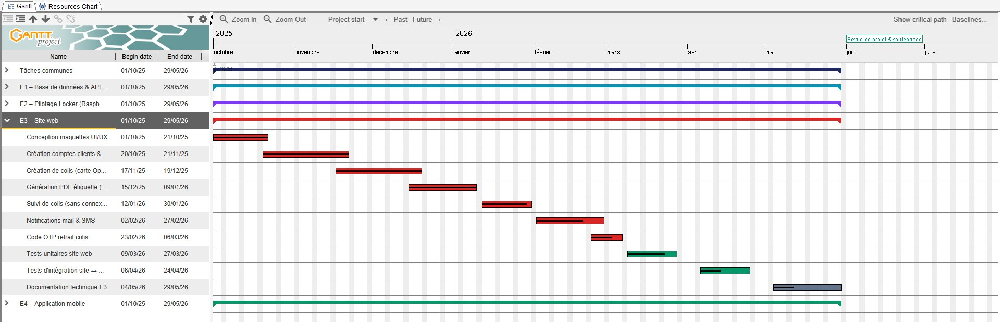 Gantt Resources Chart
Zoom In Zoom Out Project start ← Past Future → Show critical path Baselines...
GANTT project
2025 2026
Revue de projet & soutenance
Name Begin date End date
octobre novembre décembre janvier février mars avril mai juin juillet
Tâches communes 01/10/25 29/05/26
E1 – Base de données & API... 01/10/25 29/05/26
E2 – Pilotage Locker (Raspb... 01/10/25 29/05/26
E3 – Site web 01/10/25 29/05/26
Conception maquettes UI/UX 01/10/25 21/10/25
Création comptes clients &... 20/10/25 21/11/25
Création de colis (carte Op... 17/11/25 19/12/25
Génération PDF étiquette (... 15/12/25 09/01/26
Suivi de colis (sans connex... 12/01/26 30/01/26
Notifications mail & SMS 02/02/26 27/02/26
Code OTP retrait colis 23/02/26 06/03/26
Tests unitaires site web 09/03/26 27/03/26
Tests d'intégration site ↔ ... 06/04/26 24/04/26
Documentation technique E3 04/05/26 29/05/26
E4 – Application mobile 01/10/25 29/05/26